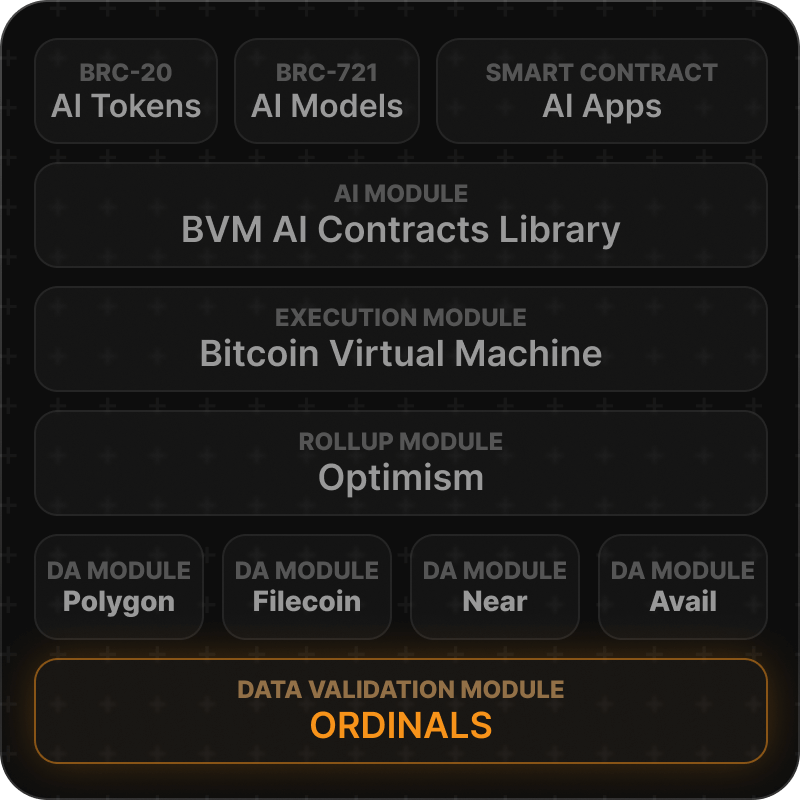 BRC-20
AI Tokens
BRC-721
AI Models
SMART CONTRACT
AI Apps
AI MODULE
BVM AI Contracts Library
EXECUTION MODULE
Bitcoin Virtual Machine
ROLLUP MODULE
Optimism
DA MODULE
Polygon
DA MODULE
Filecoin
DA MODULE
Near
DA MODULE
Avail
DATA VALIDATION MODULE
ORDINALS